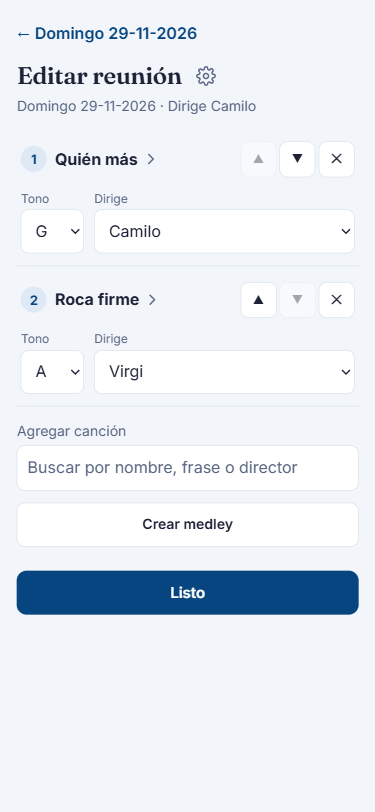 ← Domingo 29-11-2026
Editar reunión
Domingo 29-11-2026 · Dirige Camilo
1 Quién más
Tono Dirige
G Camilo
2 Roca firme
Tono Dirige
A Virgi
Agregar canción
Buscar por nombre, frase o director
Crear medley
Listo